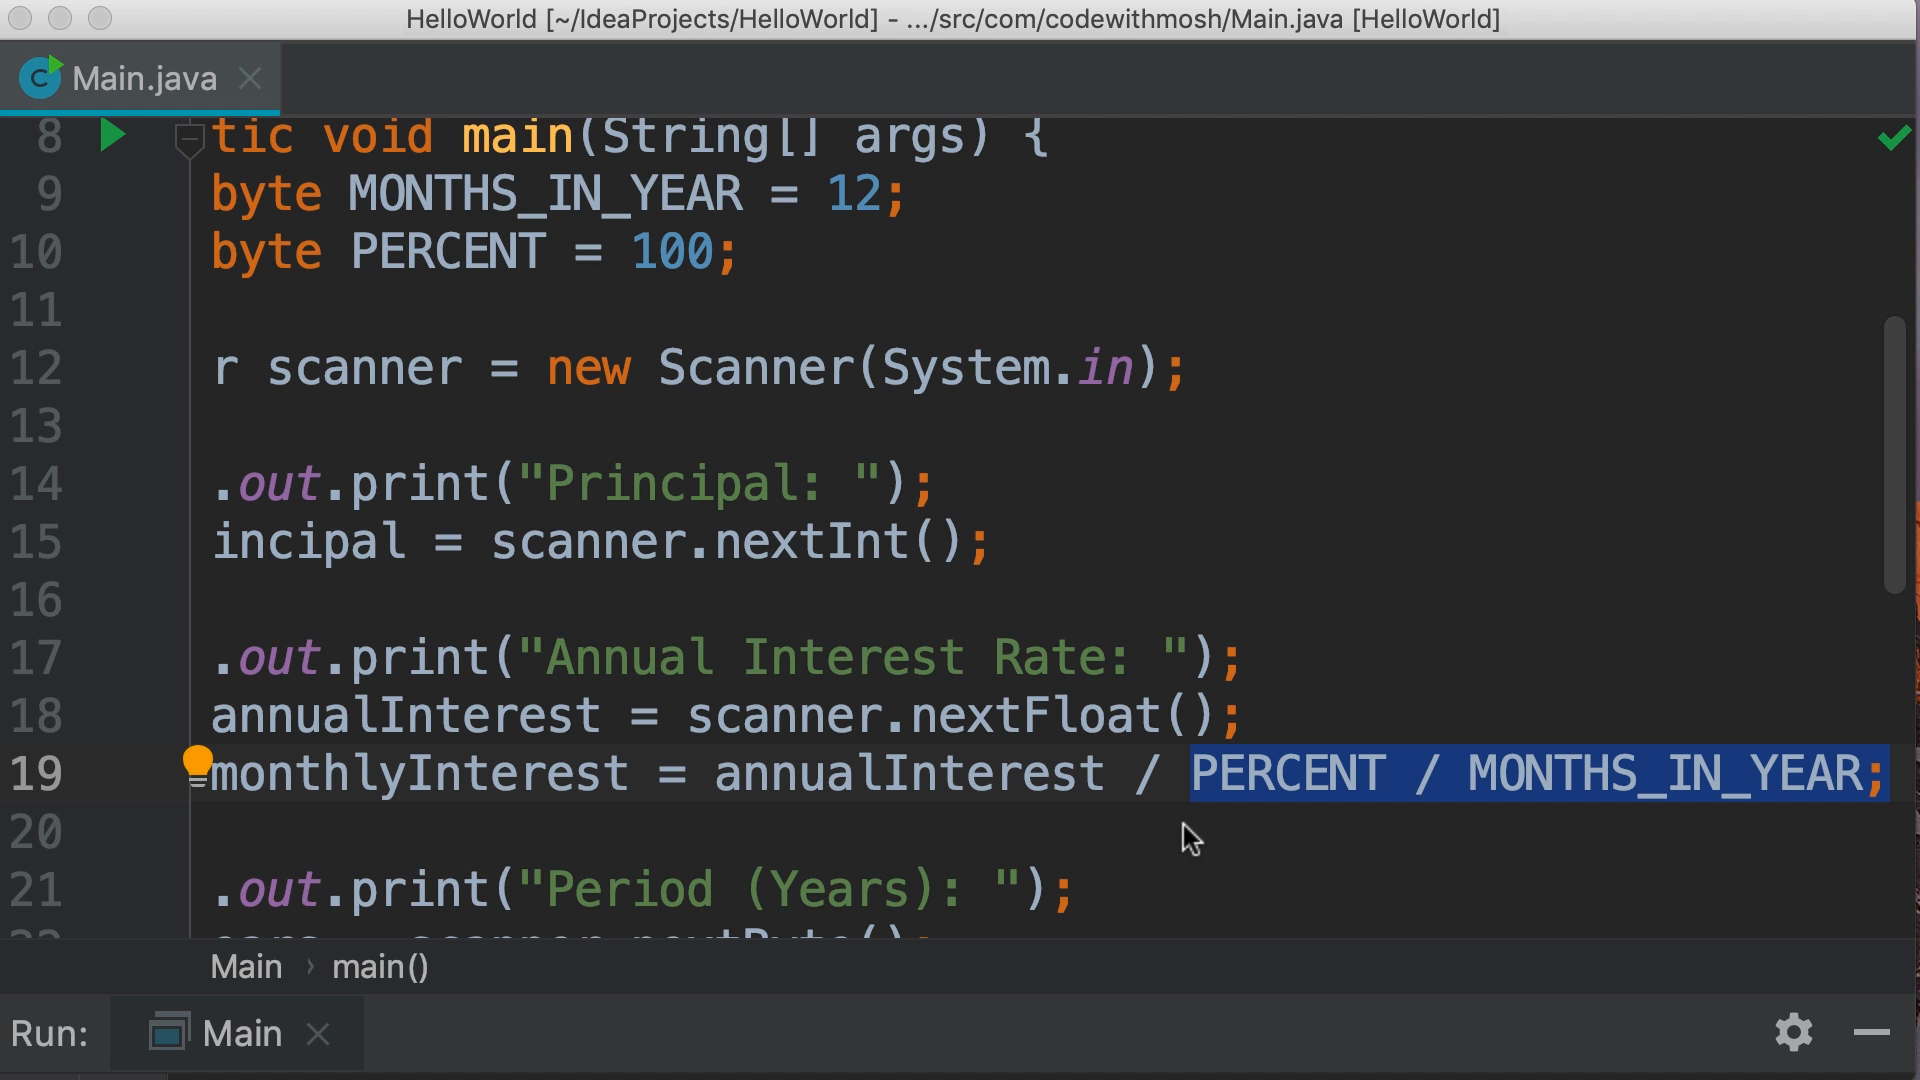 HelloWorld [~/IdeaProjects/HelloWorld] - .../src/com/codewithmosh/Main.java [HelloWorld]
C Main.java
8 tic void main(String[] args) {
9 byte MONTHS_IN_YEAR = 12;
10 byte PERCENT = 100;
11
12 r scanner = new Scanner(System.in);
13
14 .out.print("Principal: ");
15 incipal = scanner.nextInt();
16
17 .out.print("Annual Interest Rate: ");
18 annualInterest = scanner.nextFloat();
19 monthlyInterest = annualInterest / PERCENT / MONTHS_IN_YEAR;
20
21 .out.print("Period (Years): ");
Main › main()
Run: Main